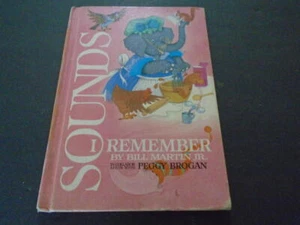 SOUNDS
I REMEMBER
BY BILL MARTIN JR.
PEGGY BROGAN